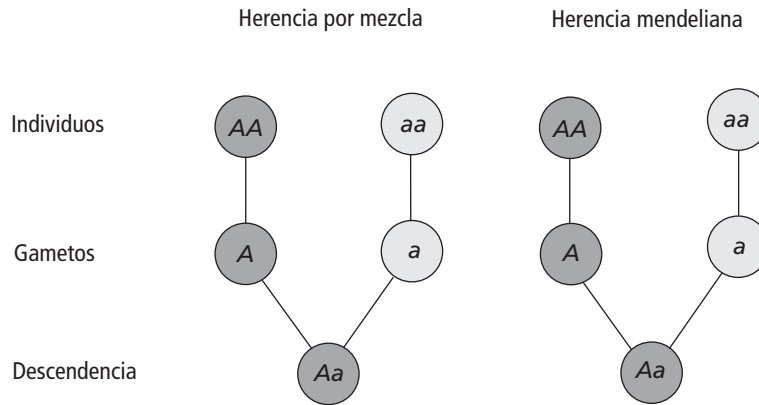 Herencia por mezcla Herencia mendeliana
Individuos AA aa AA aa
Gametos A a A a
Descendencia Aa Aa